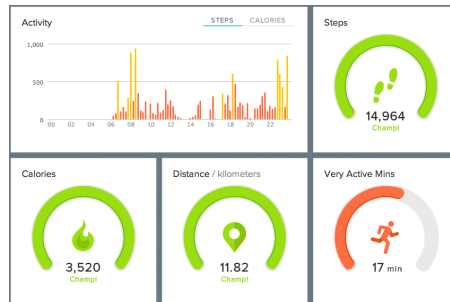 Activity
STEPS CALORIES
1,000
500
0
00 02 04 06 08 10 12 14 16 18 20 22
Steps
14,964
Champ!
Calories
3,520
Champ!
Distance / kilometers
11.82
Champ!
Very Active Mins
17 min